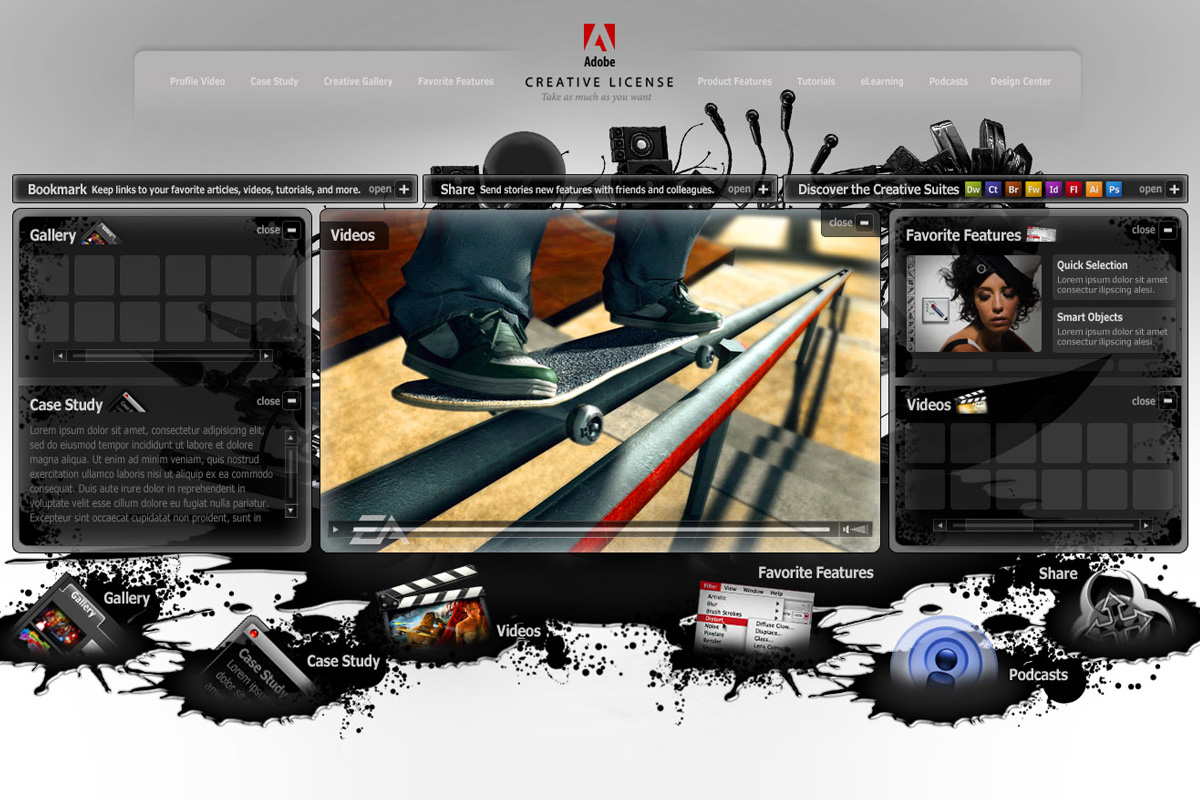 Adobe
CREATIVE LICENSE
Take as much as you want
Profile Video
Case Study
Creative Gallery
Favorite Features
Product Features
Tutorials
eLearning
Podcasts
Design Center
Bookmark Keep links to your favorite articles, videos, tutorials, and more. open
Share Send stories new features with friends and colleagues. open
Discover the Creative Suites Dw Ct Br Fw Id Fl Ai Ps open
Gallery
close
Case Study
close
Lorem ipsum dolor sit amet, consectetur adipisicing elit,
sed do eiusmod tempor incididunt ut labore et dolore
magna aliqua. Ut enim ad minim veniam, quis nostrud
exercitation ullamco laboris nisi ut aliquip ex ea commodo
consequat. Duis aute irure dolor in reprehenderit in
voluptate velit esse cillum dolore eu fugiat nulla pariatur.
Excepteur sint occaecat cupidatat non proident, sunt in
Videos
close
EA
Favorite Features
close
Quick Selection
Lorem ipsum dolor sit amet
consectur ilipscing alesi.
Smart Objects
Lorem ipsum dolor sit amet
consectur ilipscing alesi.
Videos
close
Gallery
Gallery
Case Study
Lorem ips
dolor si
Case Study
Videos
Favorite Features
Filter View Window Help
Artistic
Blur
Brush Strokes
Distort
Noise
Pixelate
Render
Diffuse Glow...
Displace...
Glass...
Podcasts
Share